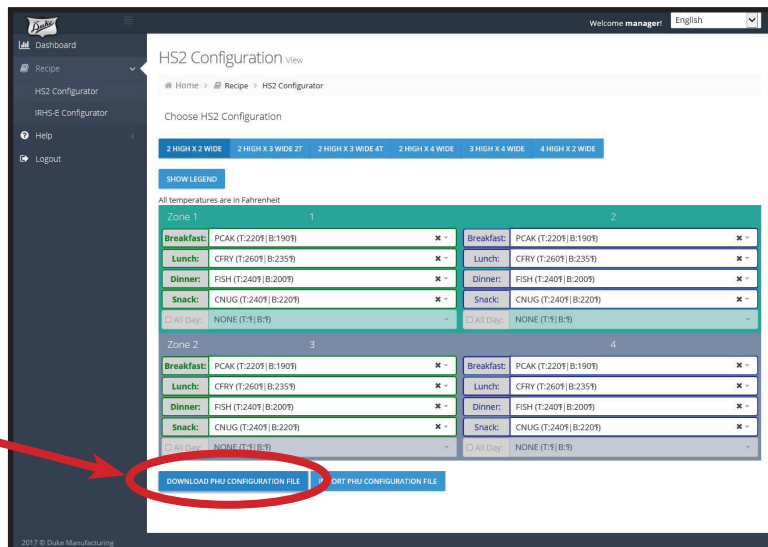 Duke
Welcome manager! English
Dashboard
Recipe
HS2 Configurator
IRHS-E Configurator
Help
Logout
HS2 Configuration View
Home > Recipe > HS2 Configurator
Choose HS2 Configuration
2 HIGH X 2 WIDE 2 HIGH X 3 WIDE 2T 2 HIGH X 3 WIDE 4T 2 HIGH X 4 WIDE 3 HIGH X 4 WIDE 4 HIGH X 2 WIDE
SHOW LEGEND
All temperatures are in Fahrenheit
Zone 1 1 2
Breakfast: PCAK (T:220℉|B:190℉) Breakfast: PCAK (T:220℉|B:190℉)
Lunch: CFRY (T:260℉|B:235℉) Lunch: CFRY (T:260℉|B:235℉)
Dinner: FISH (T:240℉|B:200℉) Dinner: FISH (T:240℉|B:200℉)
Snack: CNUG (T:240℉|B:220℉) Snack: CNUG (T:240℉|B:220℉)
All Day: NONE (T:℉|B:℉) All Day: NONE (T:℉|B:℉)
Zone 2 3 4
Breakfast: PCAK (T:220℉|B:190℉) Breakfast: PCAK (T:220℉|B:190℉)
Lunch: CFRY (T:260℉|B:235℉) Lunch: CFRY (T:260℉|B:235℉)
Dinner: FISH (T:240℉|B:200℉) Dinner: FISH (T:240℉|B:200℉)
Snack: CNUG (T:240℉|B:220℉) Snack: CNUG (T:240℉|B:220℉)
All Day: NONE (T:℉|B:℉) All Day: NONE (T:℉|B:℉)
DOWNLOAD PHU CONFIGURATION FILE PHU CONFIGURATION FILE
2017 © Duke Manufacturing